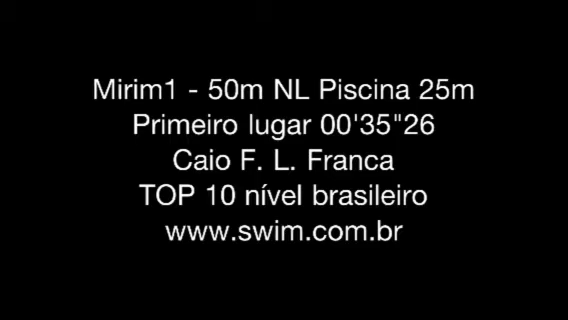 Mirim1 - 50m NL Piscina 25m
Primeiro lugar 00'35"26
Caio F. L. Franca
TOP 10 nível brasileiro
www.swim.com.br